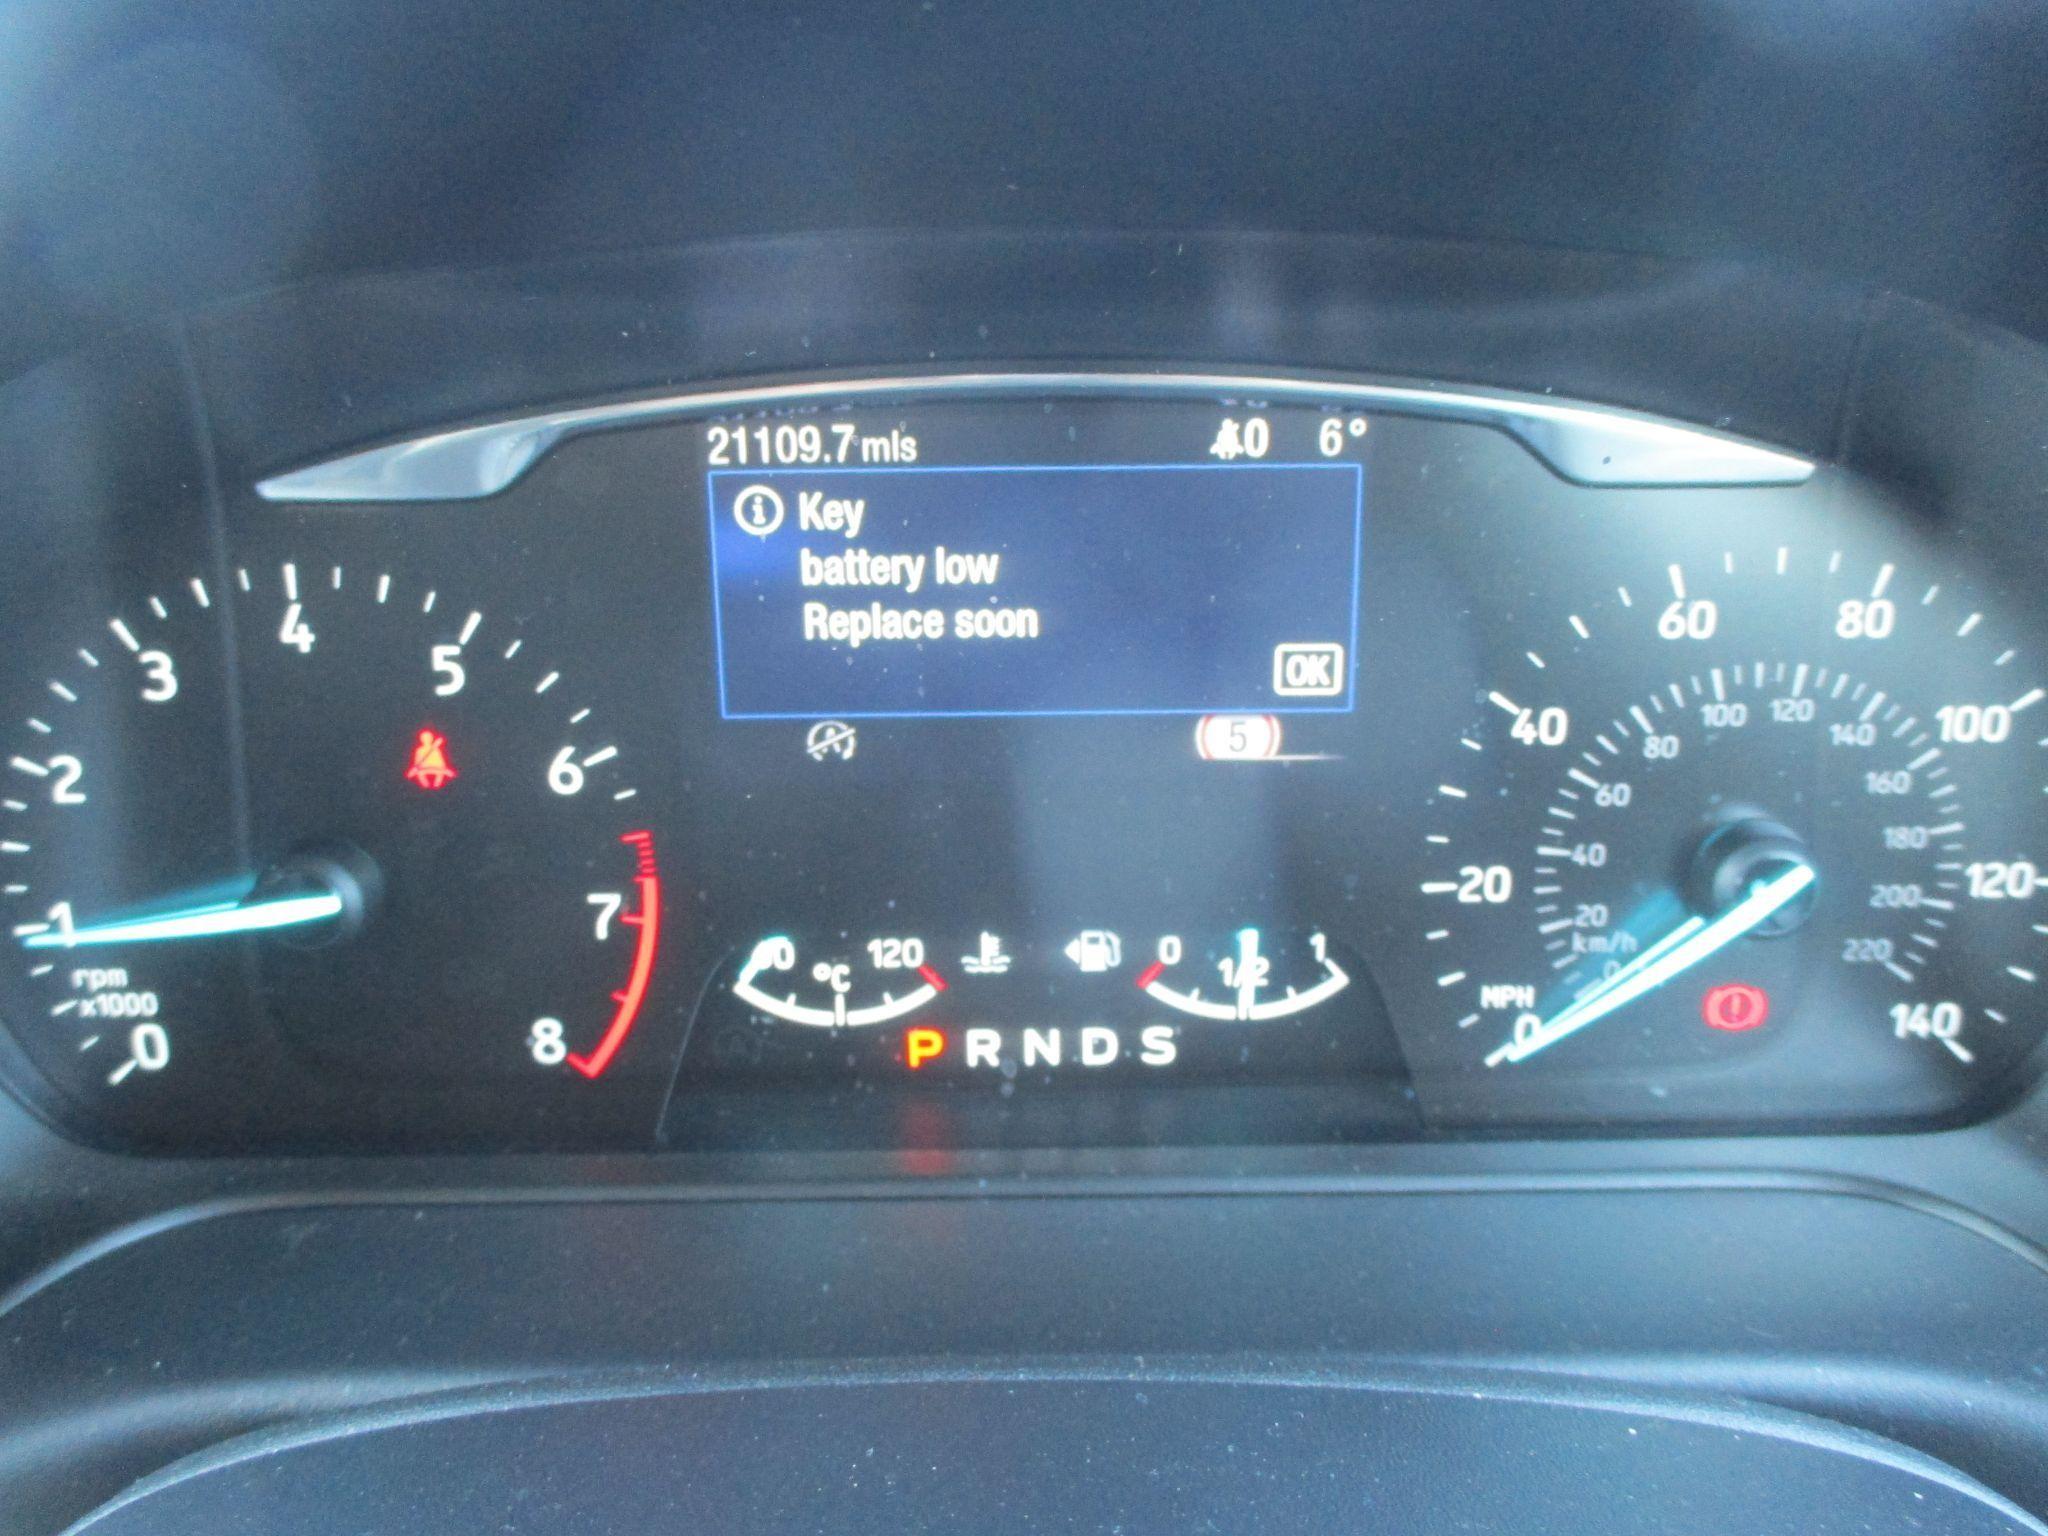 21109.7 mls 0 6°
Key
battery low
Replace soon
OK
5
0 1 2 3 4 5 6 7 8
rpm
x1000
°C 120
0 1/2 1
P R N D S
0 20 40 60 80 100 120 140
MPH
0 20 40 60 80 100 120 140 160 180 200 220
km/h